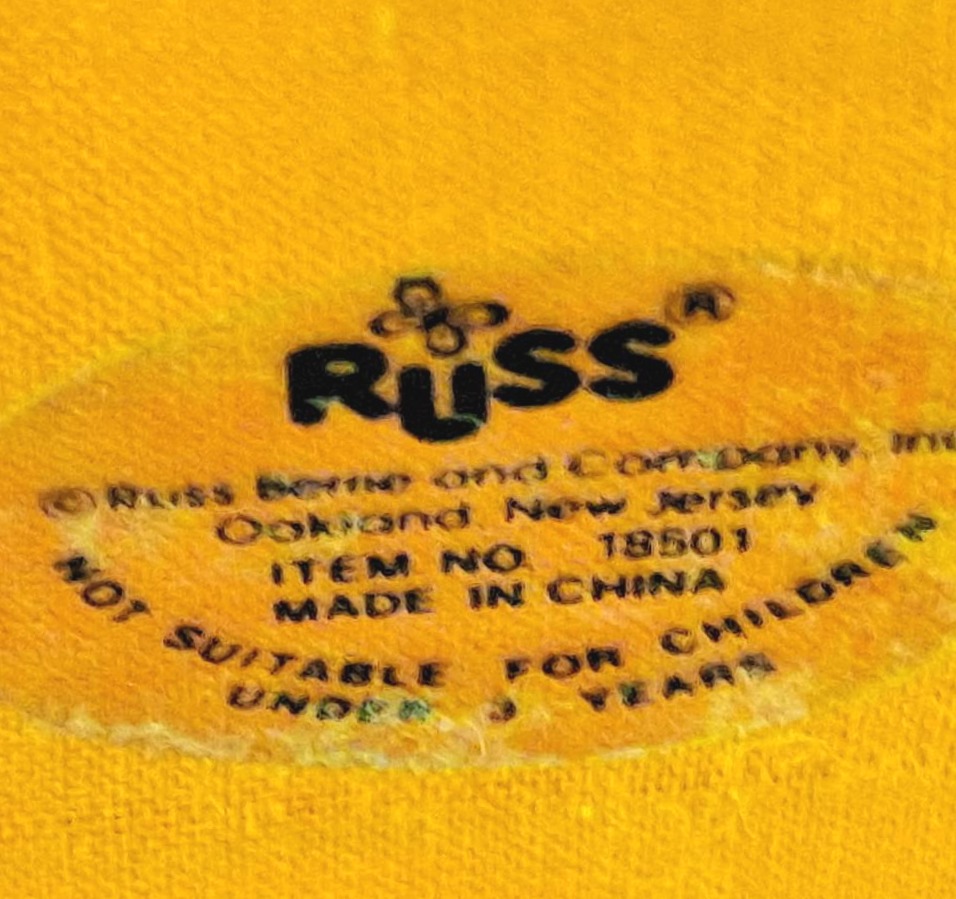 RUSS®
© Russ Berrie and Company, Inc
Oakland, New Jersey
ITEM NO. 18501
MADE IN CHINA
NOT SUITABLE FOR CHILDREN
UNDER 3 YEARS